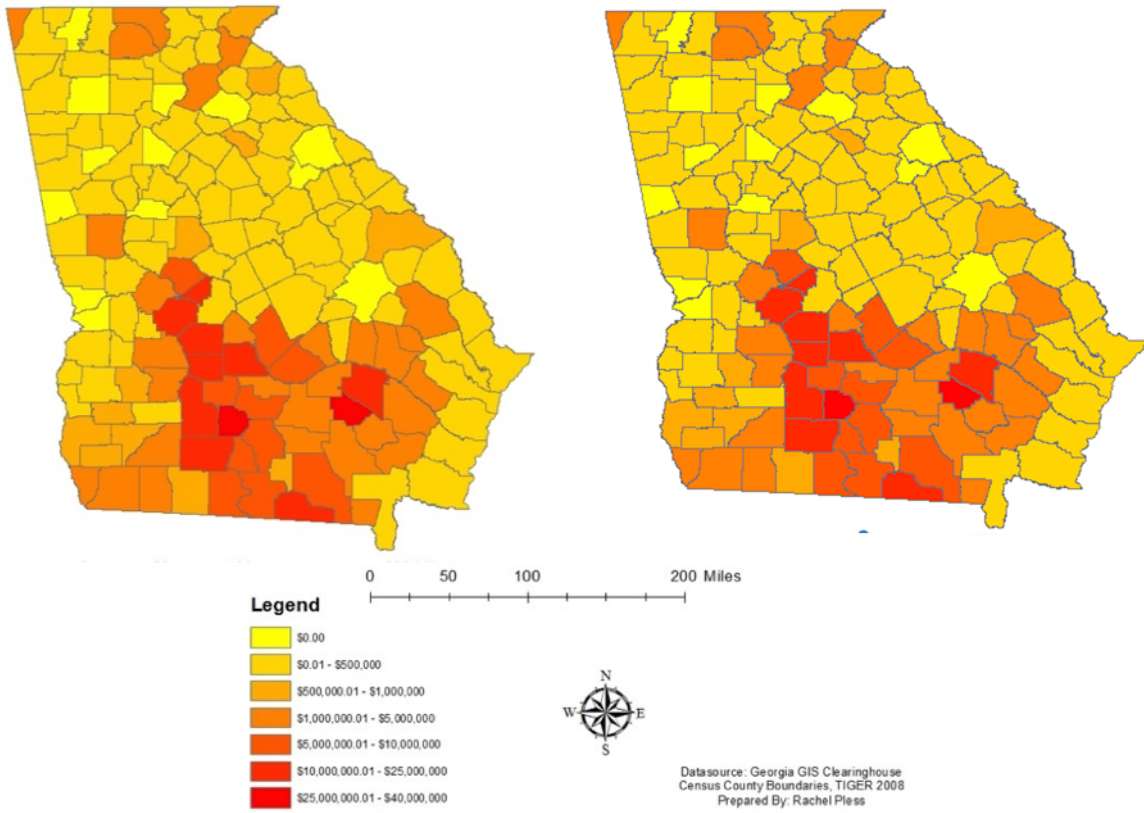 0 50 100 200 Miles
Legend
$0.00
$0.01 - $500,000
$500,000.01 - $1,000,000
$1,000,000.01 - $5,000,000
$5,000,000.01 - $10,000,000
$10,000,000.01 - $25,000,000
$25,000,000.01 - $40,000,000
N
W E
S
Datasource: Georgia GIS Clearinghouse
Census County Boundaries, TIGER 2008
Prepared By: Rachel Pless